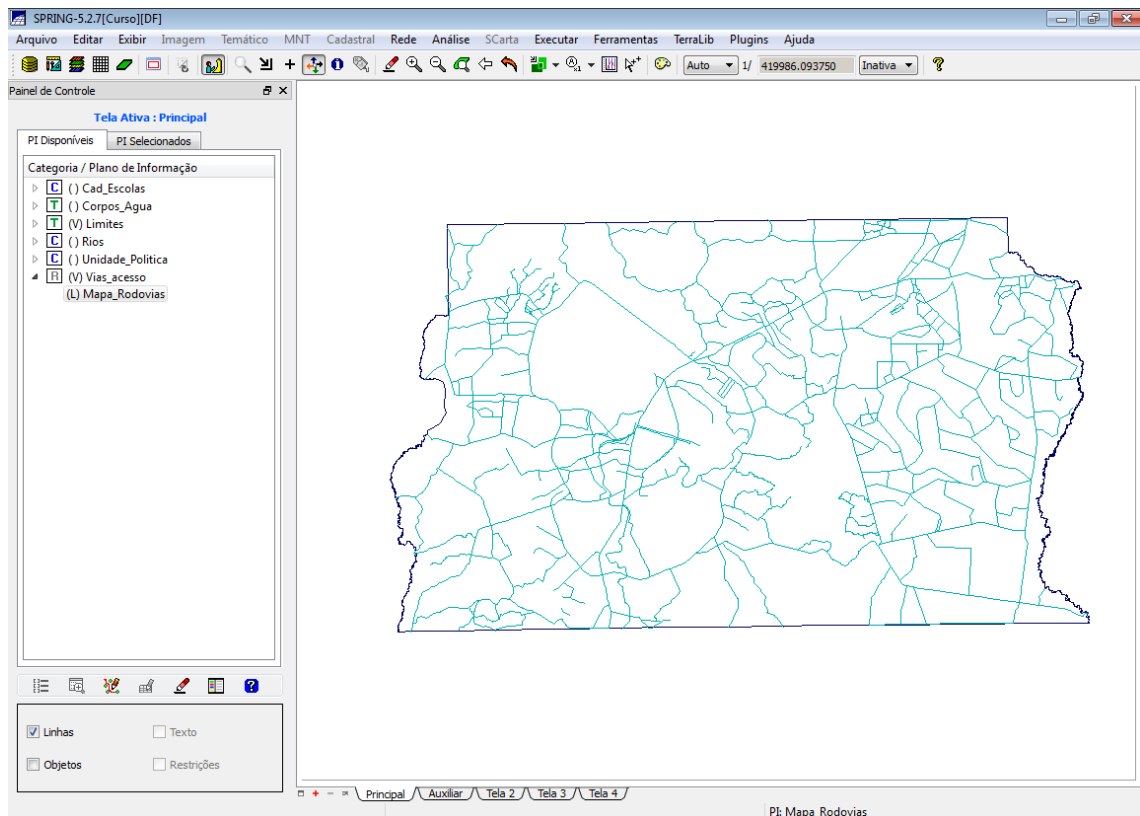 SPRING-5.2.7[Curso][DF]
Arquivo Editar Exibir Imagem Temático MNT Cadastral Rede Análise SCarta Executar Ferramentas TerraLib Plugins Ajuda
Auto 1/ 419986.093750 Inativa
Painel de Controle
Tela Ativa : Principal
PI Disponíveis PI Selecionados
Categoria / Plano de Informação
C ( ) Cad_Escolas
T ( ) Corpos_Agua
T (V) Limites
C ( ) Rios
C ( ) Unidade_Politica
R (V) Vias_acesso
(L) Mapa_Rodovias
Linhas Texto
Objetos Restrições
Principal Auxiliar Tela 2 Tela 3 Tela 4
PI: Mapa_Rodovias